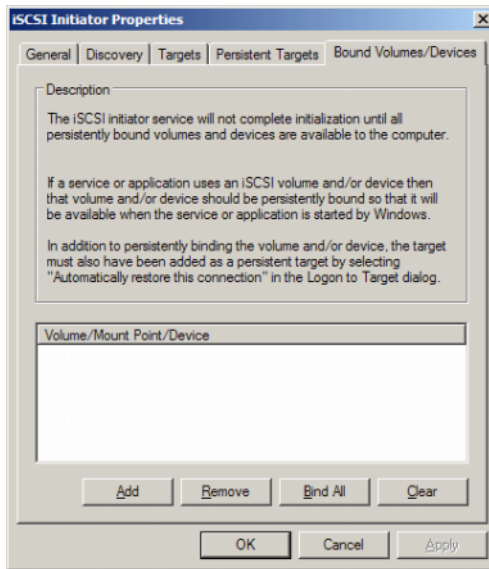 iSCSI Initiator Properties
General Discovery Targets Persistent Targets Bound Volumes/Devices
Description
The iSCSI initiator service will not complete initialization until all
persistently bound volumes and devices are available to the computer.
If a service or application uses an iSCSI volume and/or device then
that volume and/or device should be persistently bound so that it will
be available when the service or application is started by Windows.
In addition to persistently binding the volume and/or device, the target
must also have been added as a persistent target by selecting
"Automatically restore this connection" in the Logon to Target dialog.
Volume/Mount Point/Device
Add Remove Bind All Clear
OK Cancel Apply